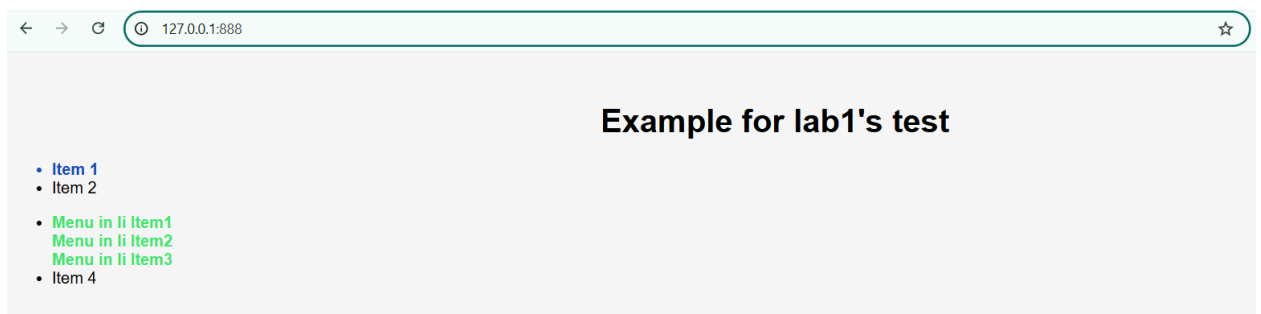 127.0.0.1:888
Example for lab1's test
Item 1
Item 2
Menu in li Item1
Menu in li Item2
Menu in li Item3
Item 4